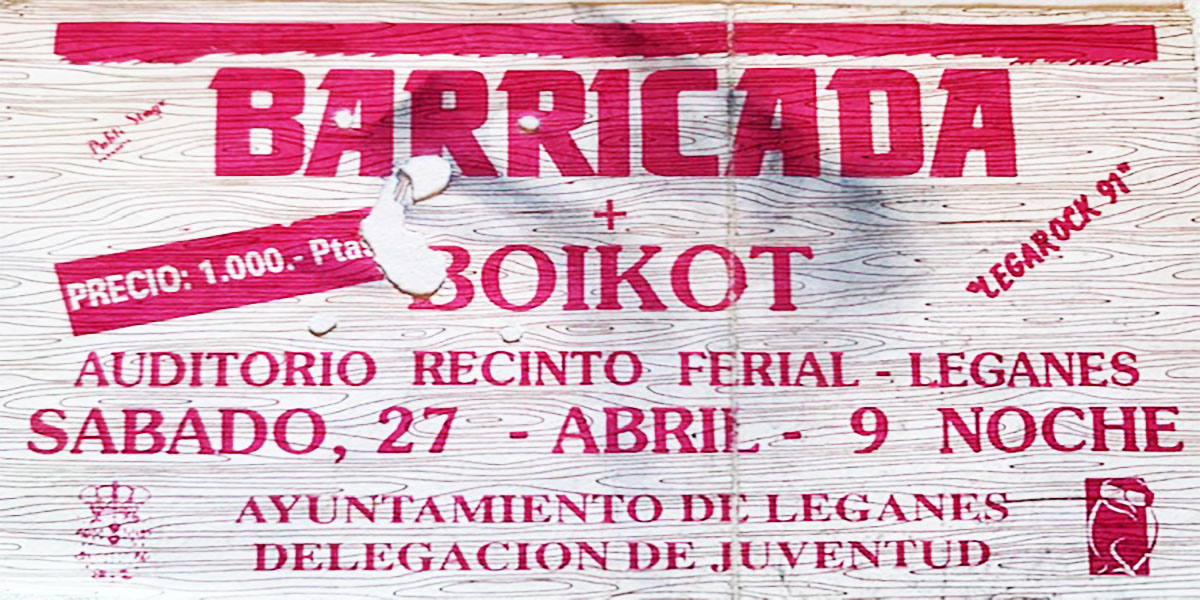 BARRICADA
+
BOIKOT
PRECIO: 1.000.- Ptas
"LEGAROCK 91"
AUDITORIO RECINTO FERIAL - LEGANES
SABADO, 27 - ABRIL - 9 NOCHE
AYUNTAMIENTO DE LEGANES
DELEGACION DE JUVENTUD